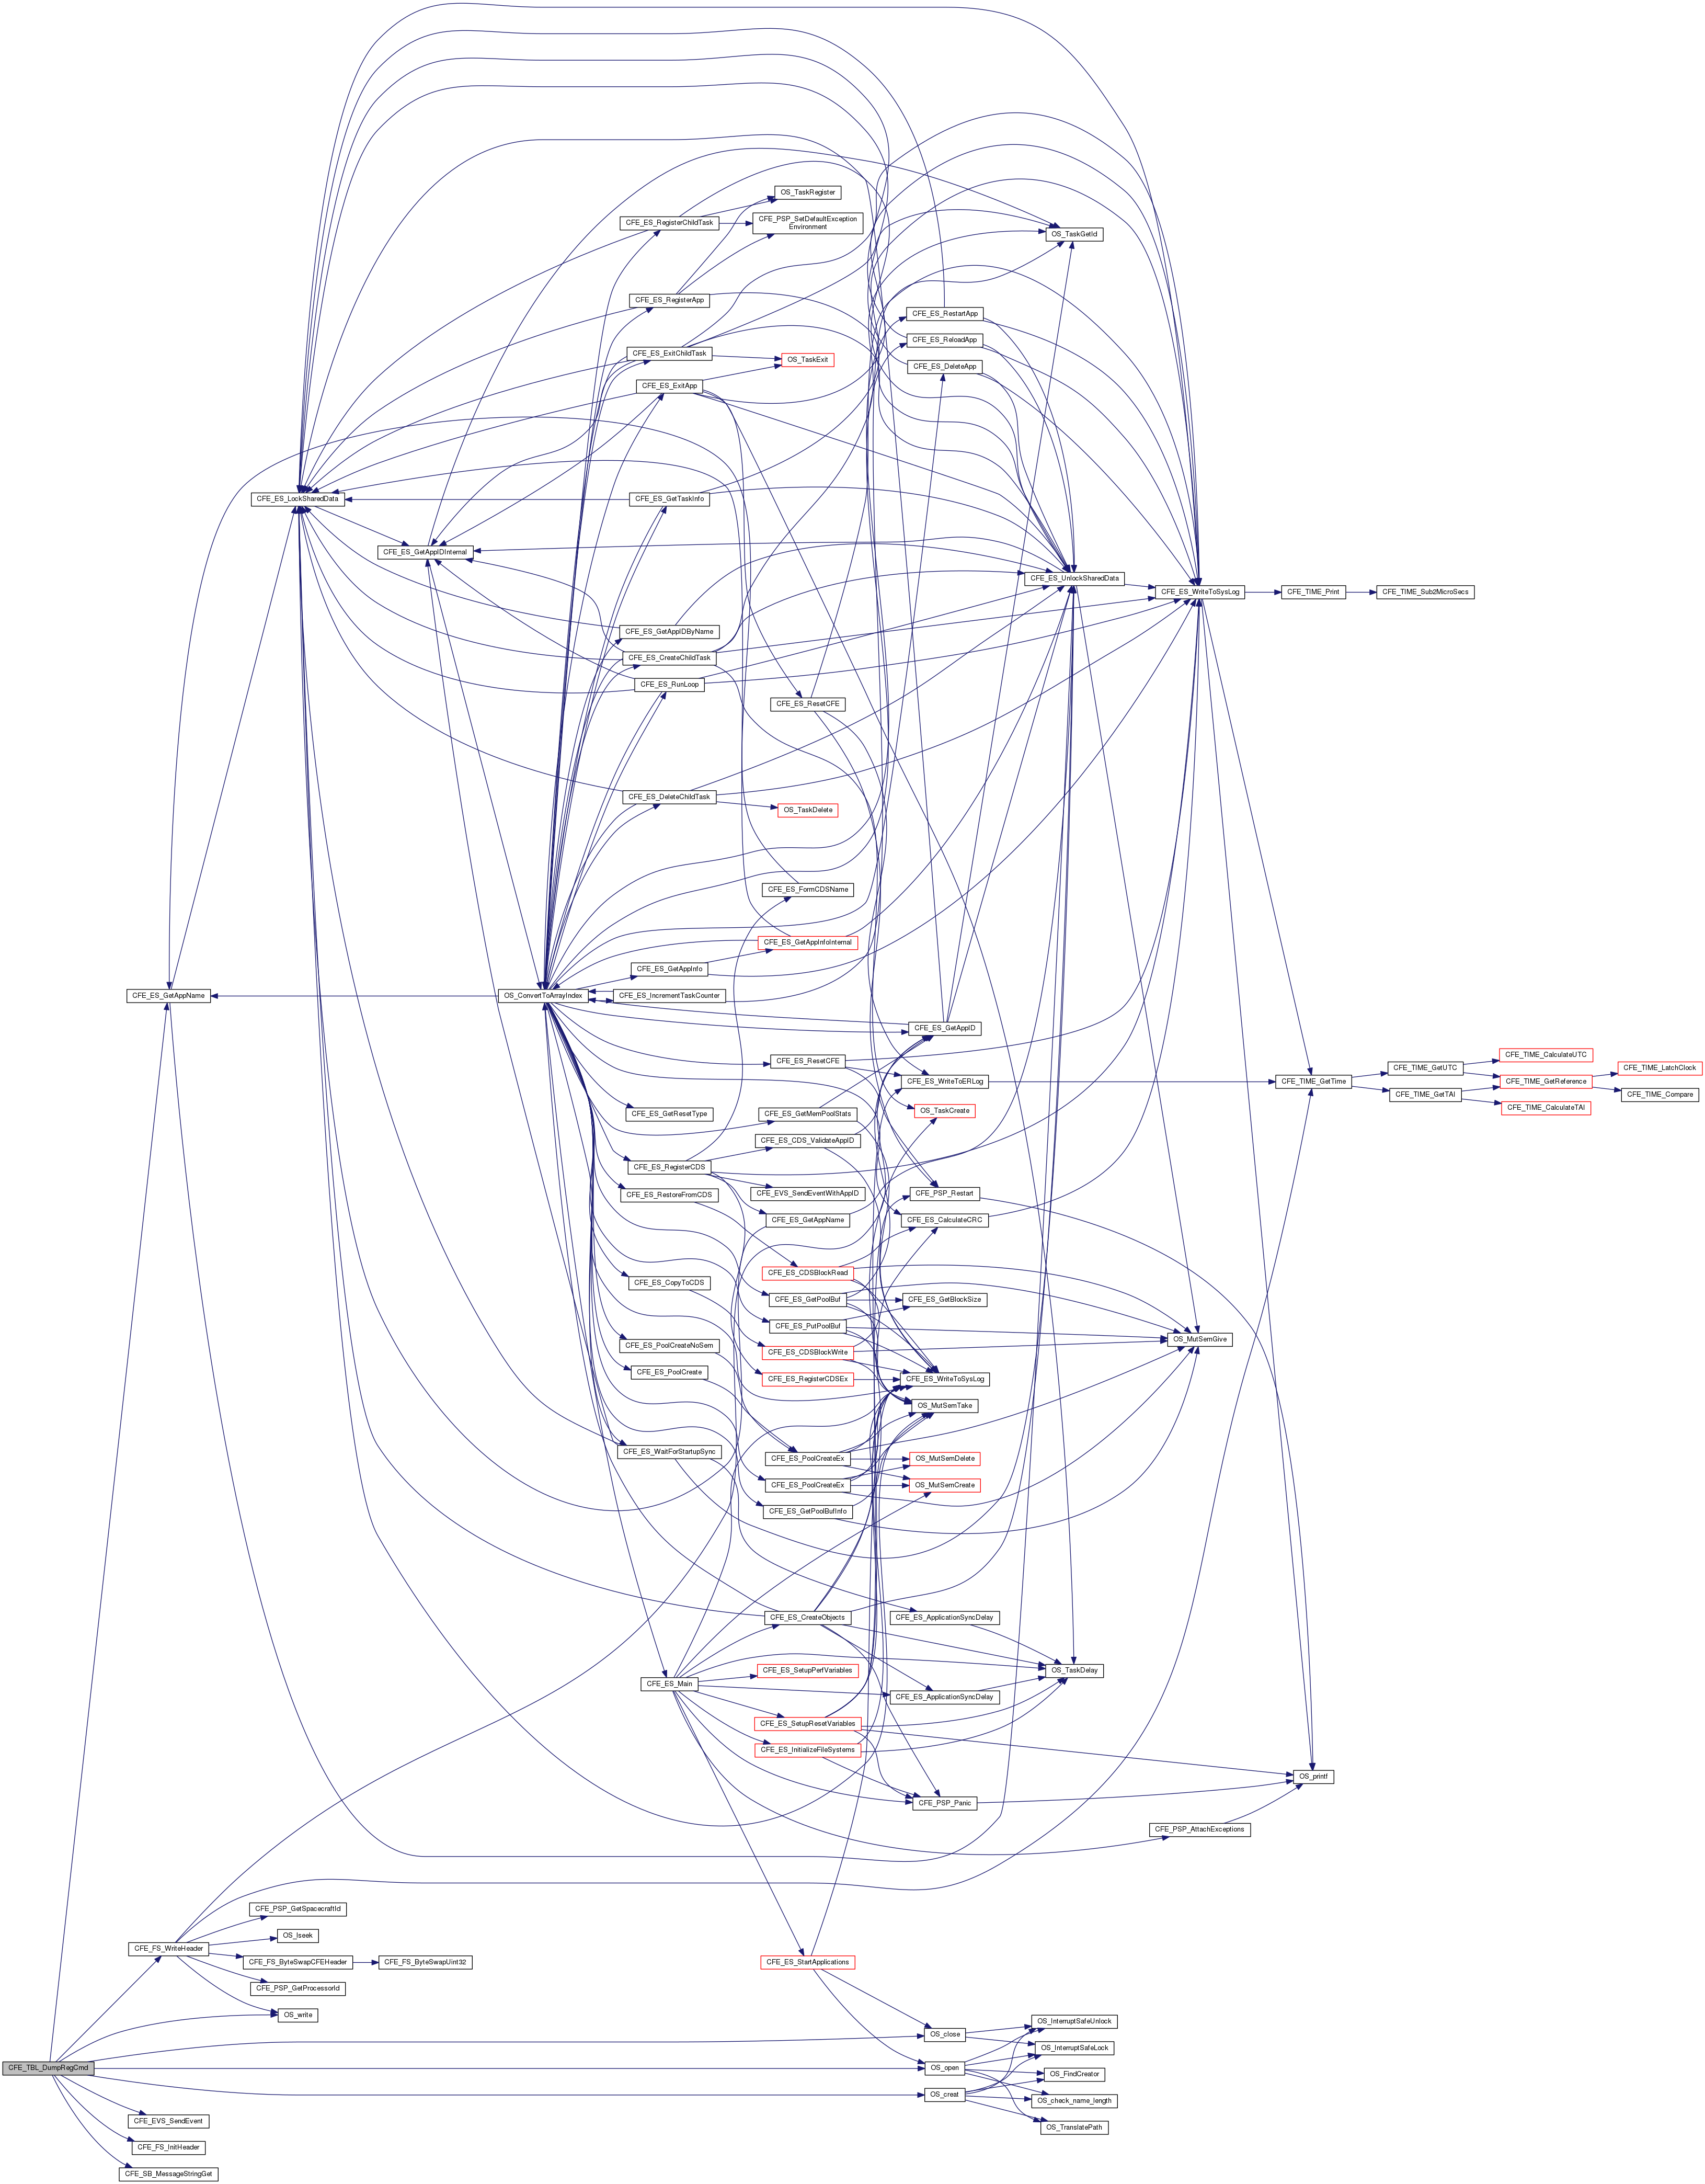 OS_TaskRegister
CFE_PSP_SetDefaultException
Environment
CFE_ES_RegisterChildTask
OS_TaskGetId
CFE_ES_RegisterApp
CFE_ES_RestartApp
CFE_ES_ReloadApp
CFE_ES_ExitChildTask
OS_TaskExit
CFE_ES_DeleteApp
CFE_ES_ExitApp
CFE_ES_LockSharedData
CFE_ES_GetTaskInfo
CFE_ES_GetAppIDInternal
CFE_ES_UnlockSharedData
CFE_ES_WriteToSysLog
CFE_TIME_Print
CFE_TIME_Sub2MicroSecs
CFE_ES_GetAppIDByName
CFE_ES_CreateChildTask
CFE_ES_RunLoop
CFE_ES_ResetCFE
CFE_ES_DeleteChildTask
OS_TaskDelete
CFE_ES_FormCDSName
CFE_ES_GetAppInfoInternal
CFE_ES_GetAppInfo
CFE_ES_GetAppName
OS_ConvertToArrayIndex
CFE_ES_IncrementTaskCounter
CFE_ES_GetAppID
CFE_TIME_CalculateUTC
CFE_ES_ResetCFE
CFE_TIME_GetUTC
CFE_TIME_LatchClock
CFE_ES_WriteToERLog
CFE_TIME_GetTime
CFE_TIME_GetReference
CFE_TIME_GetTAI
CFE_TIME_Compare
CFE_TIME_CalculateTAI
CFE_ES_GetResetType
CFE_ES_GetMemPoolStats
OS_TaskCreate
CFE_ES_CDS_ValidateAppID
CFE_ES_RegisterCDS
CFE_EVS_SendEventWithAppID
CFE_ES_RestoreFromCDS
CFE_PSP_Restart
CFE_ES_GetAppName
CFE_ES_CalculateCRC
CFE_ES_CDSBlockRead
CFE_ES_CopyToCDS
CFE_ES_GetPoolBuf
CFE_ES_GetBlockSize
CFE_ES_PutPoolBuf
OS_MutSemGive
CFE_ES_PoolCreateNoSem
CFE_ES_CDSBlockWrite
CFE_ES_PoolCreate
CFE_ES_RegisterCDSEx
CFE_ES_WriteToSysLog
OS_MutSemTake
CFE_ES_WaitForStartupSync
CFE_ES_PoolCreateEx
OS_MutSemDelete
CFE_ES_PoolCreateEx
OS_MutSemCreate
CFE_ES_GetPoolBufInfo
CFE_ES_CreateObjects
CFE_ES_ApplicationSyncDelay
CFE_ES_SetupPerfVariables
OS_TaskDelay
CFE_ES_Main
CFE_ES_ApplicationSyncDelay
CFE_ES_SetupResetVariables
CFE_ES_InitializeFileSystems
OS_printf
CFE_PSP_Panic
CFE_PSP_AttachExceptions
CFE_PSP_GetSpacecraftId
OS_lseek
CFE_FS_WriteHeader
CFE_FS_ByteSwapCFEHeader
CFE_FS_ByteSwapUint32
CFE_ES_StartApplications
CFE_PSP_GetProcessorId
OS_write
OS_InterruptSafeUnlock
OS_close
OS_InterruptSafeLock
CFE_TBL_DumpRegCmd
OS_open
OS_FindCreator
OS_creat
OS_check_name_length
CFE_EVS_SendEvent
OS_TranslatePath
CFE_FS_InitHeader
CFE_SB_MessageStringGet